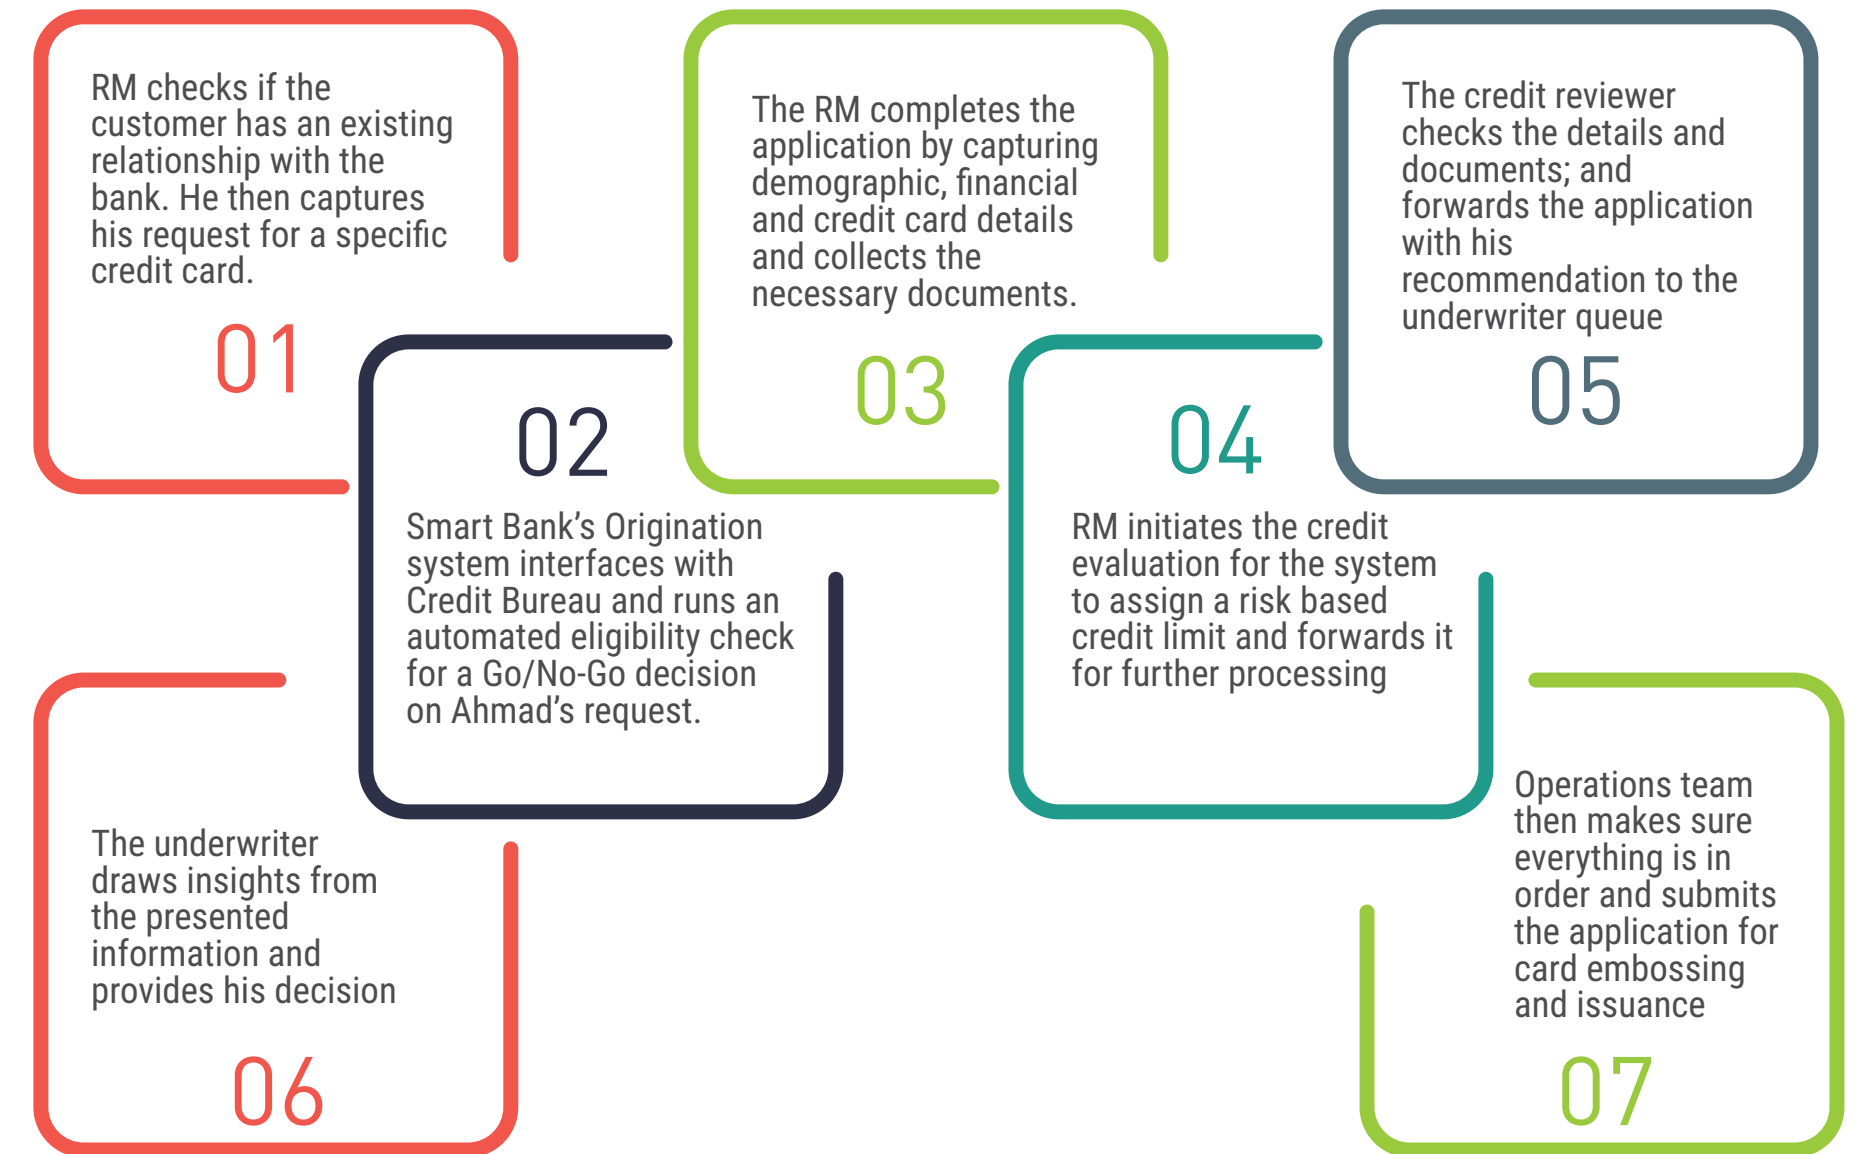 RM checks if the
customer has an existing
relationship with the
bank. He then captures
his request for a specific
credit card.
01
02
Smart Bank’s Origination
system interfaces with
Credit Bureau and runs an
automated eligibility check
for a Go/No-Go decision
on Ahmad’s request.
The RM completes the
application by capturing
demographic, financial
and credit card details
and collects the
necessary documents.
03
04
RM initiates the credit
evaluation for the system
to assign a risk based
credit limit and forwards it
for further processing
The credit reviewer
checks the details and
documents; and
forwards the application
with his
recommendation to the
underwriter queue
05
The underwriter
draws insights from
the presented
information and
provides his decision
06
Operations team
then makes sure
everything is in
order and submits
the application for
card embossing
and issuance
07